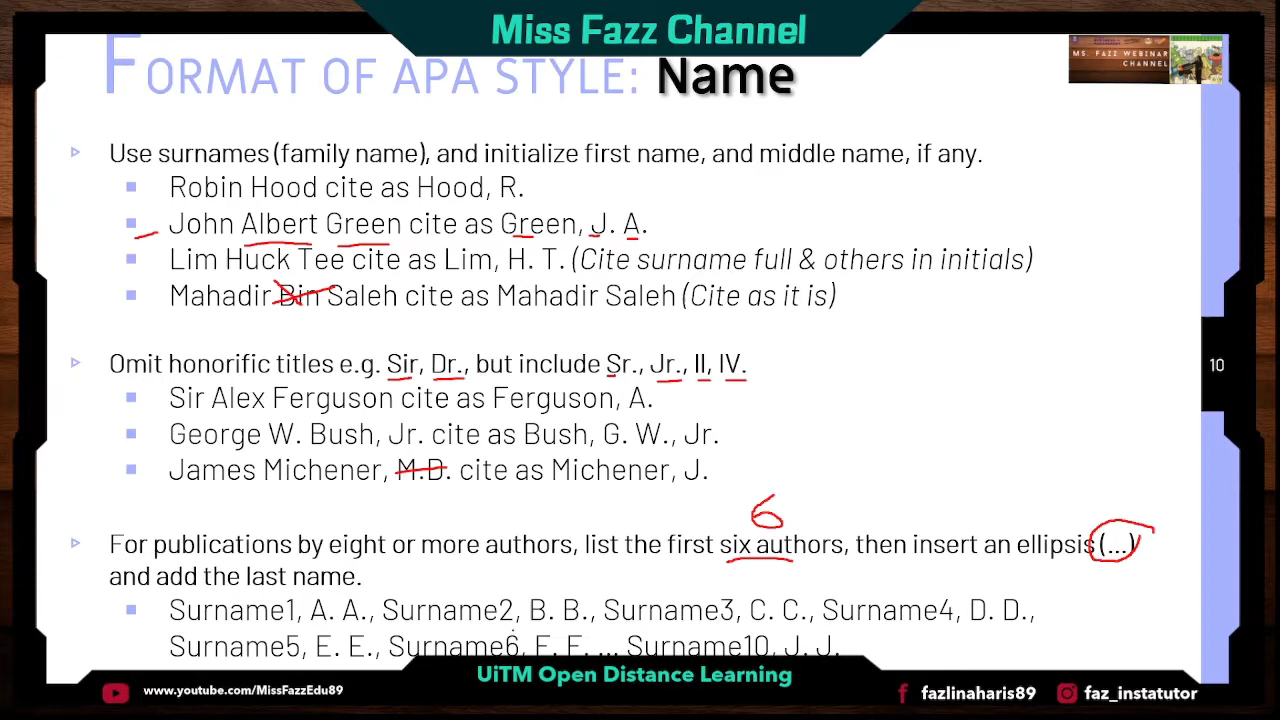 Miss Fazz Channel
MS. FAZZ WEBINAR
CHANNEL
FORMAT OF APA STYLE: Name
Use surnames (family name), and initialize first name, and middle name, if any.
Robin Hood cite as Hood, R.
John Albert Green cite as Green, J. A.
Lim Huck Tee cite as Lim, H. T. (Cite surname full & others in initials)
Mahadir Bin Saleh cite as Mahadir Saleh (Cite as it is)
10
Omit honorific titles e.g. Sir, Dr., but include Sr., Jr., II, IV.
Sir Alex Ferguson cite as Ferguson, A.
George W. Bush, Jr. cite as Bush, G. W., Jr.
James Michener, M.D. cite as Michener, J.
6
For publications by eight or more authors, list the first six authors, then insert an ellipsis (...)
and add the last name.
Surname1, A. A., Surname2, B. B., Surname3, C. C., Surname4, D. D.,
Surname5, E. E., Surname6, F. F. ... Surname10, J. J.
UiTM Open Distance Learning
www.youtube.com/MissFazzEdu89
fazlinaharis89
faz_instatutor